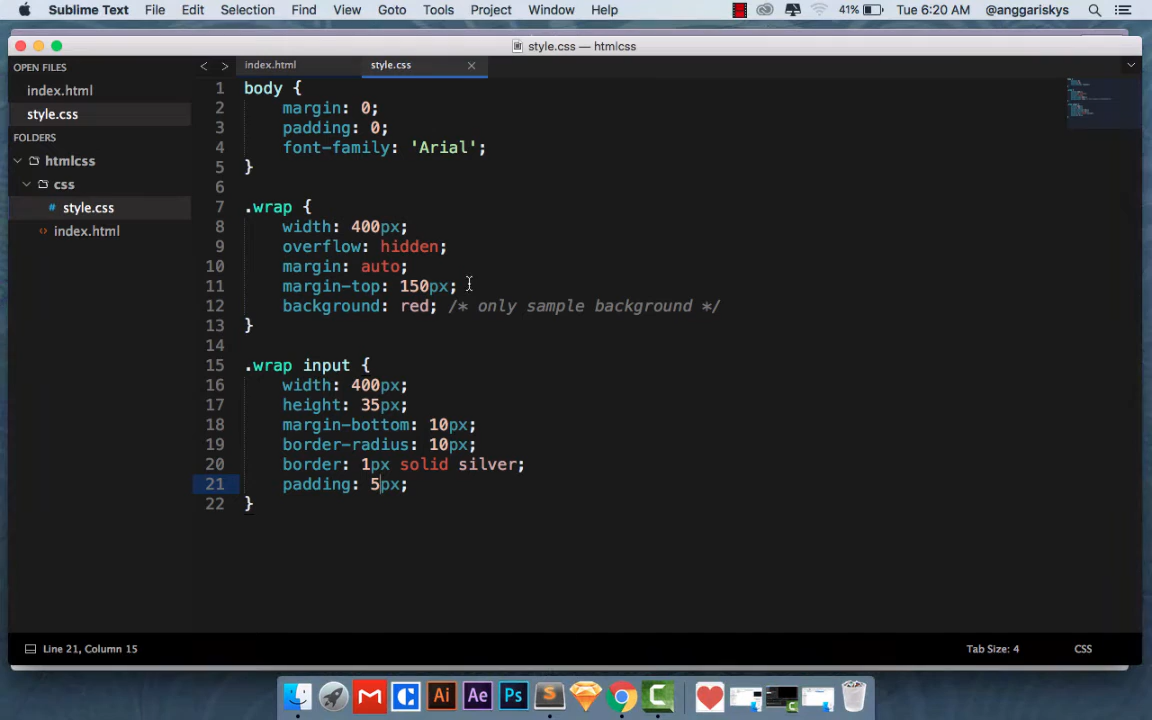 Sublime Text File Edit Selection Find View Goto Tools Project Window Help 41% Tue 6:20 AM @anggariskys
style.css — htmlcss
OPEN FILES
index.html
style.css
FOLDERS
htmlcss
css
# style.css
<> index.html
index.html style.css
1 body {
2 margin: 0;
3 padding: 0;
4 font-family: 'Arial';
5 }
6
7 .wrap {
8 width: 400px;
9 overflow: hidden;
10 margin: auto;
11 margin-top: 150px;
12 background: red; /* only sample background */
13 }
14
15 .wrap input {
16 width: 400px;
17 height: 35px;
18 margin-bottom: 10px;
19 border-radius: 10px;
20 border: 1px solid silver;
21 padding: 5px;
22 }
Line 21, Column 15 Tab Size: 4 CSS
Ai Ae Ps